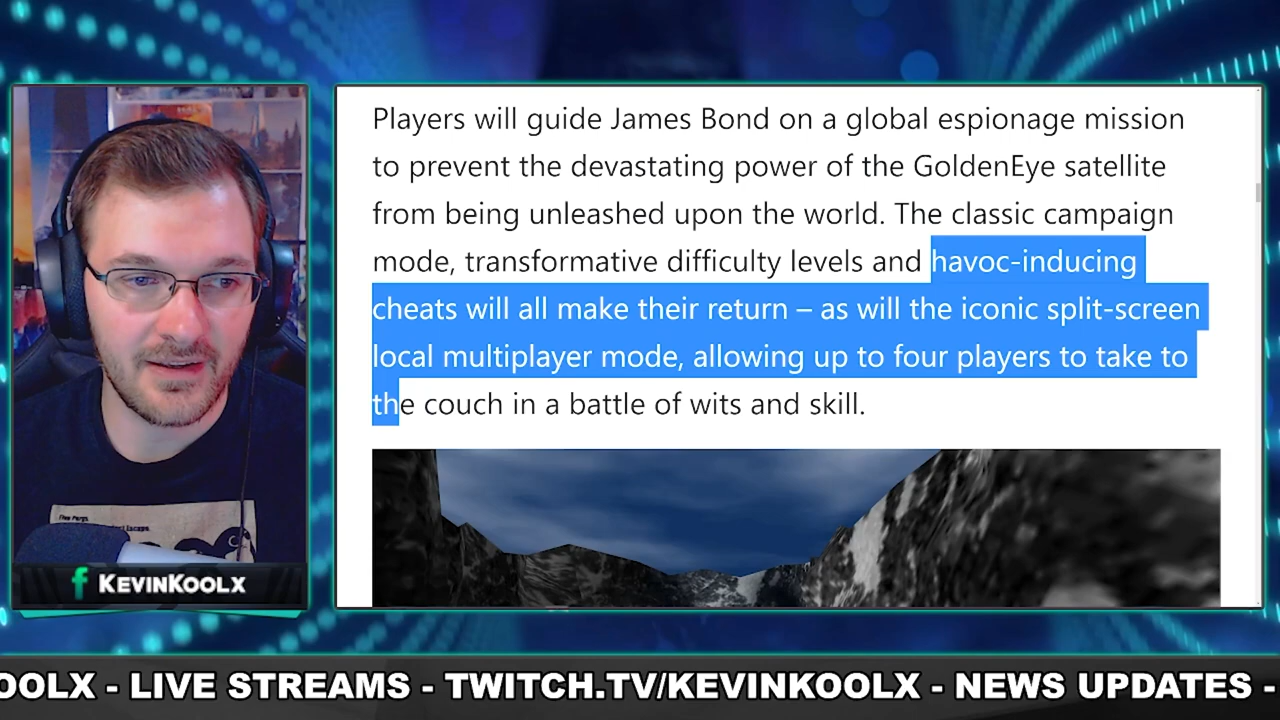 Players will guide James Bond on a global espionage mission
to prevent the devastating power of the GoldenEye satellite
from being unleashed upon the world. The classic campaign
mode, transformative difficulty levels and havoc-inducing
cheats will all make their return – as will the iconic split-screen
local multiplayer mode, allowing up to four players to take to
the couch in a battle of wits and skill.
KEVINKOOLX
OOLX - LIVE STREAMS - TWITCH.TV/KEVINKOOLX - NEWS UPDATES -